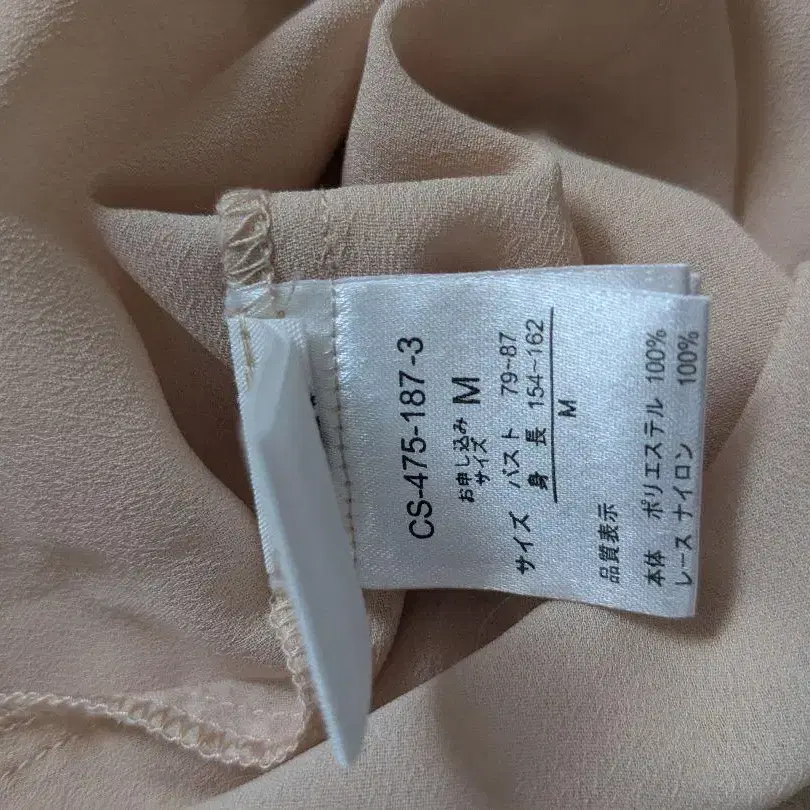 CS-475-187-3
お申し込み
サイズ M
サイズ バスト 79~87
身 長 154~162
M
品質表示
本体 ポリエステル 100%
レース ナイロン 100%